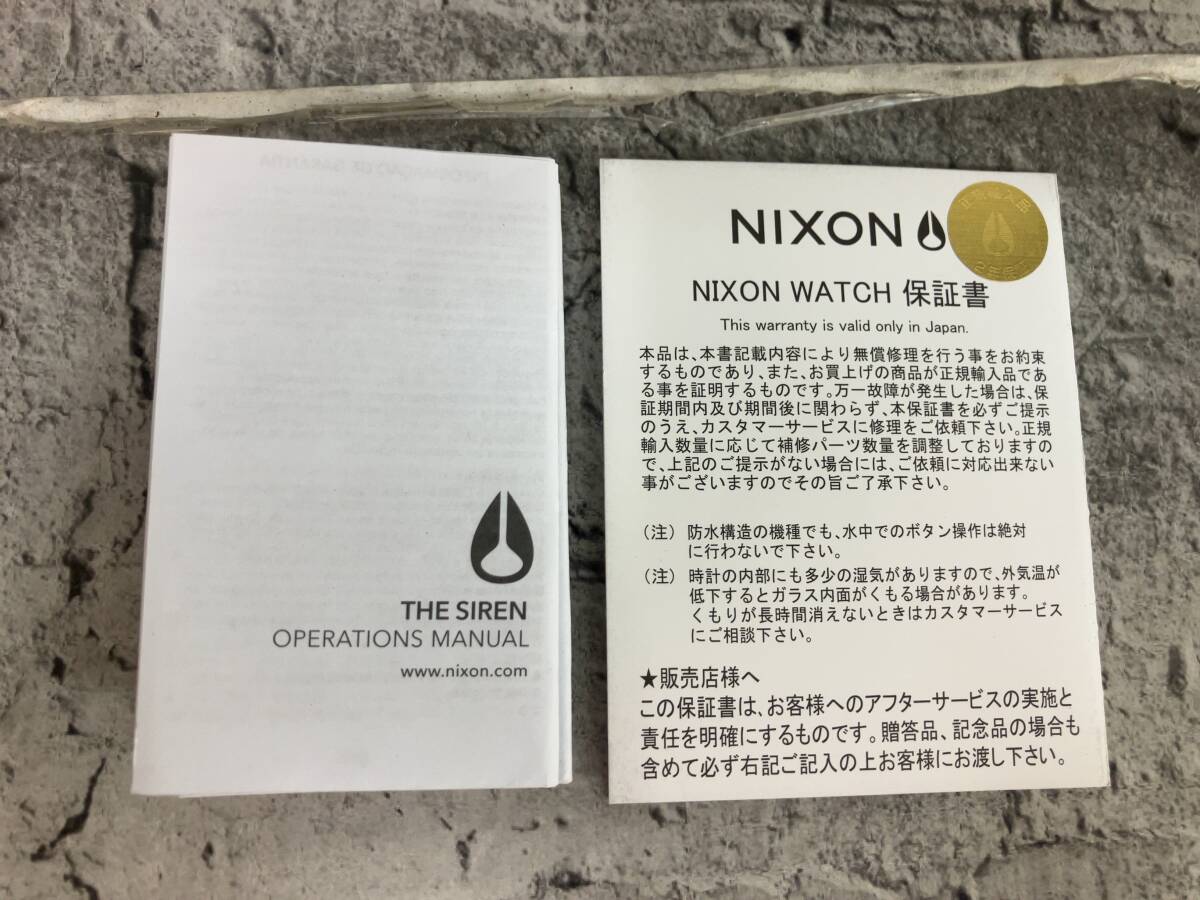 THE SIREN
OPERATIONS MANUAL
www.nixon.com
NIXON
NIXON WATCH 保証書
This warranty is valid only in Japan.
本品は、本書記載内容により無償修理を行う事をお約束
するものであり、また、お買上げの商品が正規輸入品であ
る事を証明するものです。万一故障が発生した場合は、保
証期間内及び期間後に関わらず、本保証書を必ずご提示
のうえ、カスタマーサービスに修理をご依頼下さい。正規
輸入数量に応じて補修パーツ数量を調整しておりますの
で、上記のご提示がない場合には、ご依頼に対応出来ない
事がございますのでその旨ご了承下さい。
(注) 防水構造の機種でも、水中でのボタン操作は絶対
に行わないで下さい。
(注) 時計の内部にも多少の湿気がありますので、外気温が
低下するとガラス内面がくもる場合があります。
くもりが長時間消えないときはカスタマーサービス
にご相談下さい。
★販売店様へ
この保証書は、お客様へのアフターサービスの実施と
責任を明確にするものです。贈答品、記念品の場合も
含めて必ず右記ご記入の上お客様にお渡し下さい。